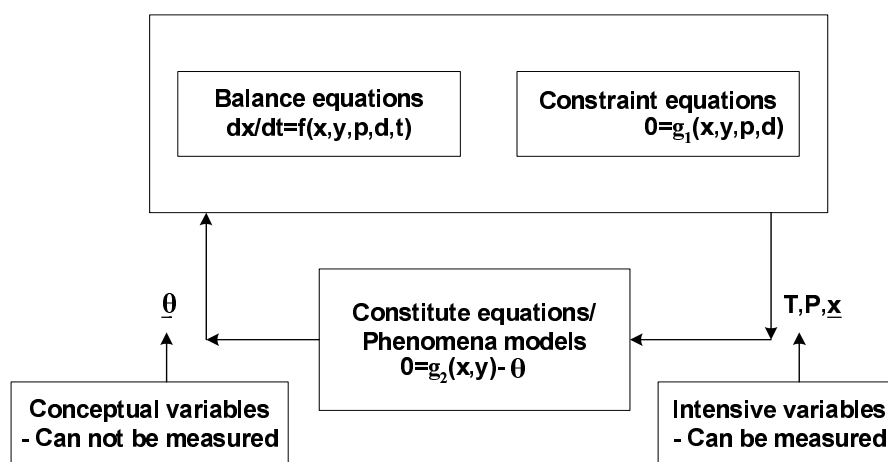 Balance equations
dx/dt=f(x,y,p,d,t)
Constraint equations
0=g₁(x,y,p,d)
θ
Constitute equations/
Phenomena models
0=g₂(x,y)-θ
T,P,x
Conceptual variables
- Can not be measured
Intensive variables
- Can be measured